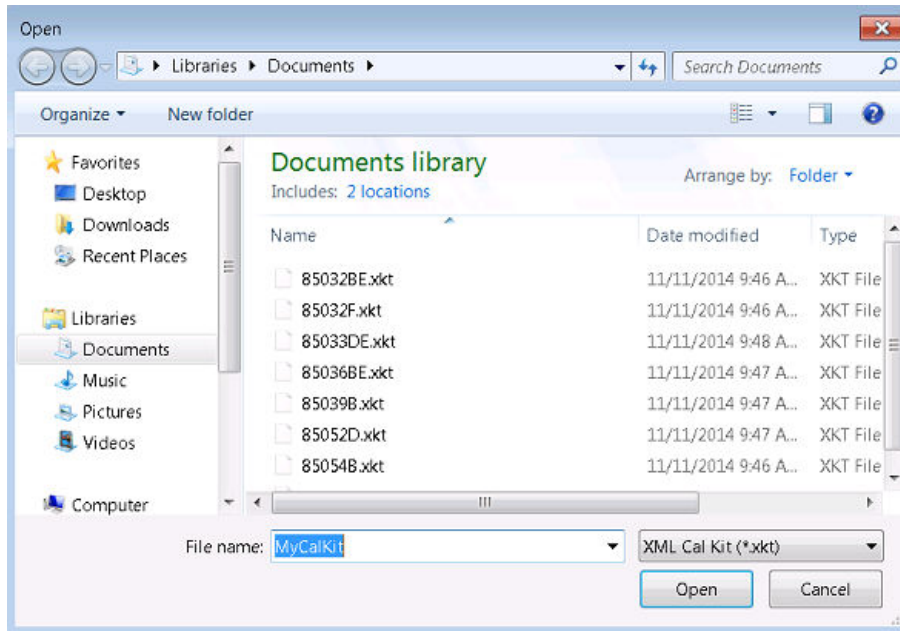 Open
Libraries Documents Search Documents
Organize New folder
Favorites
Desktop
Downloads
Recent Places
Libraries
Documents
Music
Pictures
Videos
Computer
Documents library
Includes: 2 locations
Arrange by: Folder
Name Date modified Type
85032BE.xkt 11/11/2014 9:46 A... XKT File
85032F.xkt 11/11/2014 9:46 A... XKT File
85033DE.xkt 11/11/2014 9:48 A... XKT File
85036BE.xkt 11/11/2014 9:47 A... XKT File
85039B.xkt 11/11/2014 9:47 A... XKT File
85052D.xkt 11/11/2014 9:47 A... XKT File
85054B.xkt 11/11/2014 9:46 A... XKT File
File name: MyCalKit XML Cal Kit (*.xkt)
Open Cancel